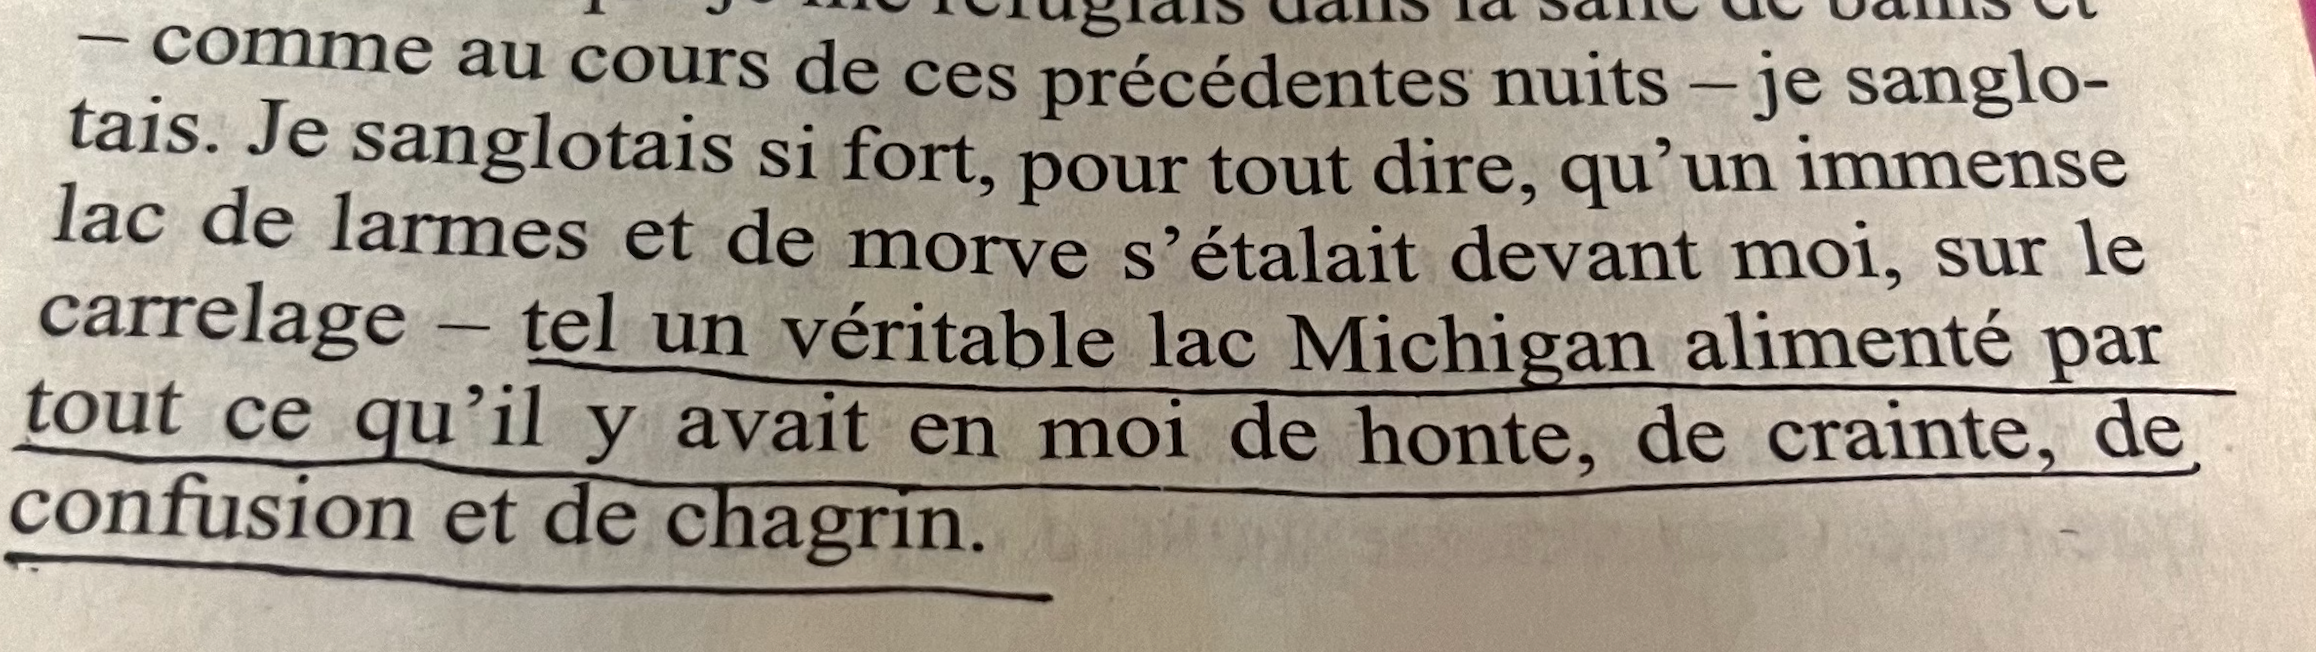 je me réfugiais dans la salle de bains et
– comme au cours de ces précédentes nuits – je sanglo-
tais. Je sanglotais si fort, pour tout dire, qu’un immense
lac de larmes et de morve s’étalait devant moi, sur le
carrelage – tel un véritable lac Michigan alimenté par
tout ce qu’il y avait en moi de honte, de crainte, de
confusion et de chagrin.